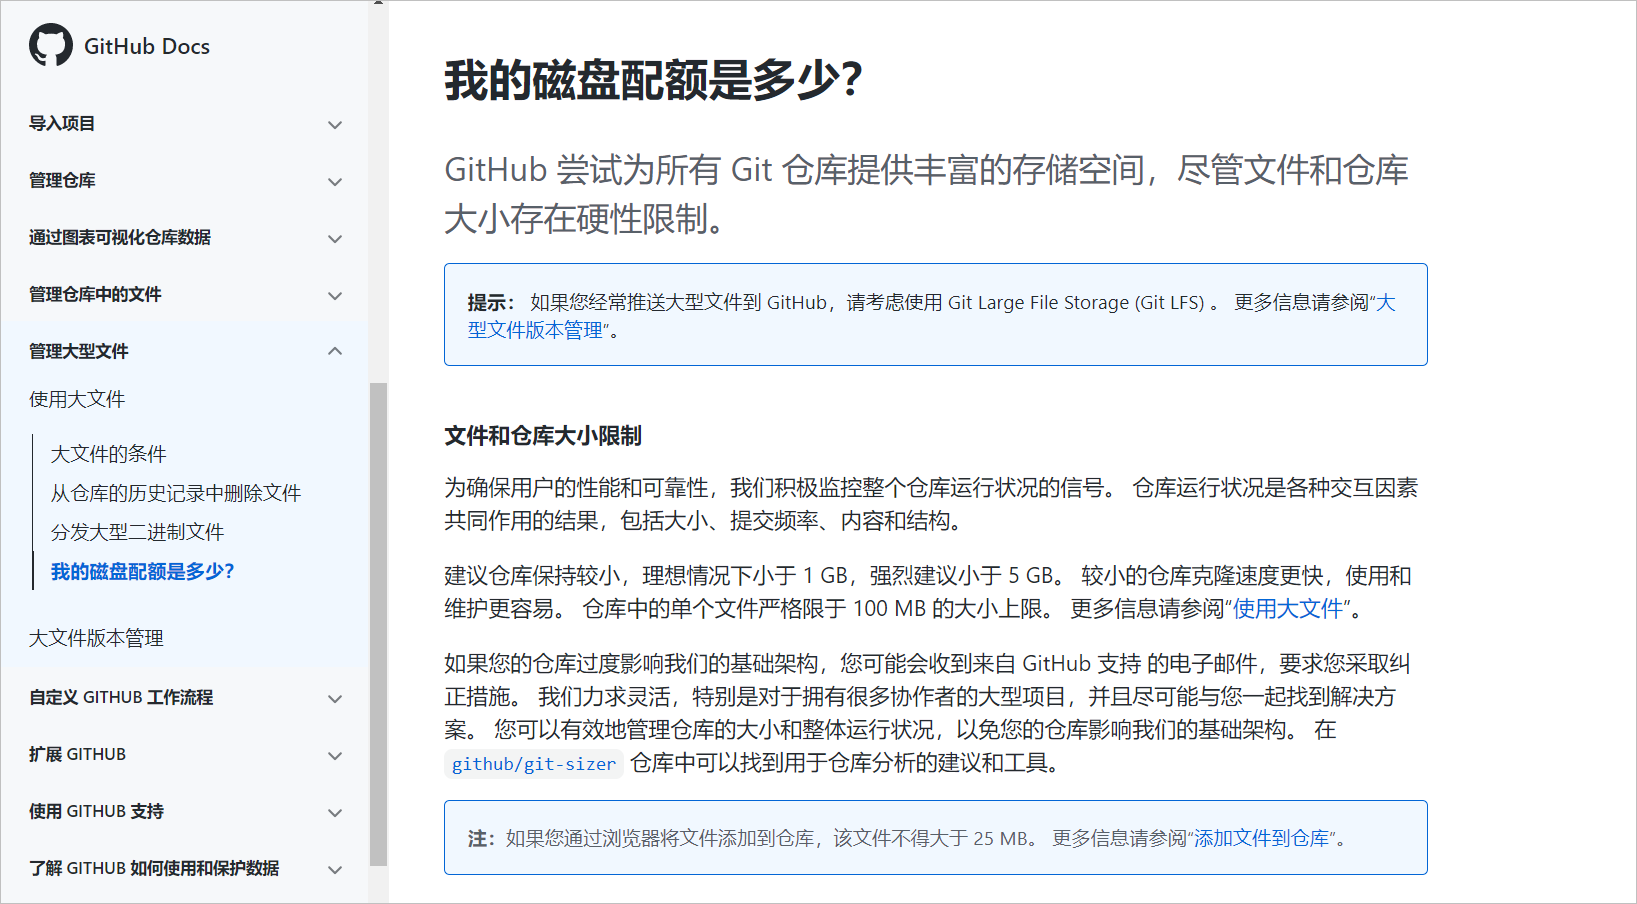 GitHub Docs
导入项目
管理仓库
通过图表可视化仓库数据
管理仓库中的文件
管理大型文件
使用大文件
大文件的条件
从仓库的历史记录中删除文件
分发大型二进制文件
我的磁盘配额是多少？
大文件版本管理
自定义 GITHUB 工作流程
扩展 GITHUB
使用 GITHUB 支持
了解 GITHUB 如何使用和保护数据
我的磁盘配额是多少？
GitHub 尝试为所有 Git 仓库提供丰富的存储空间，尽管文件和仓库
大小存在硬性限制。
提示： 如果您经常推送大型文件到 GitHub，请考虑使用 Git Large File Storage (Git LFS) 。 更多信息请参阅“大
型文件版本管理”。
文件和仓库大小限制
为确保用户的性能和可靠性，我们积极监控整个仓库运行状况的信号。 仓库运行状况是各种交互因素
共同作用的结果，包括大小、提交频率、内容和结构。
建议仓库保持较小，理想情况下小于 1 GB，强烈建议小于 5 GB。 较小的仓库克隆速度更快，使用和
维护更容易。 仓库中的单个文件严格限于 100 MB 的大小上限。 更多信息请参阅“使用大文件”。
如果您的仓库过度影响我们的基础架构，您可能会收到来自 GitHub 支持 的电子邮件，要求您采取纠
正措施。 我们力求灵活，特别是对于拥有很多协作者的大型项目，并且尽可能与您一起找到解决方
案。 您可以有效地管理仓库的大小和整体运行状况，以免您的仓库影响我们的基础架构。 在
github/git-sizer 仓库中可以找到用于仓库分析的建议和工具。
注：如果您通过浏览器将文件添加到仓库，该文件不得大于 25 MB。 更多信息请参阅“添加文件到仓库”。